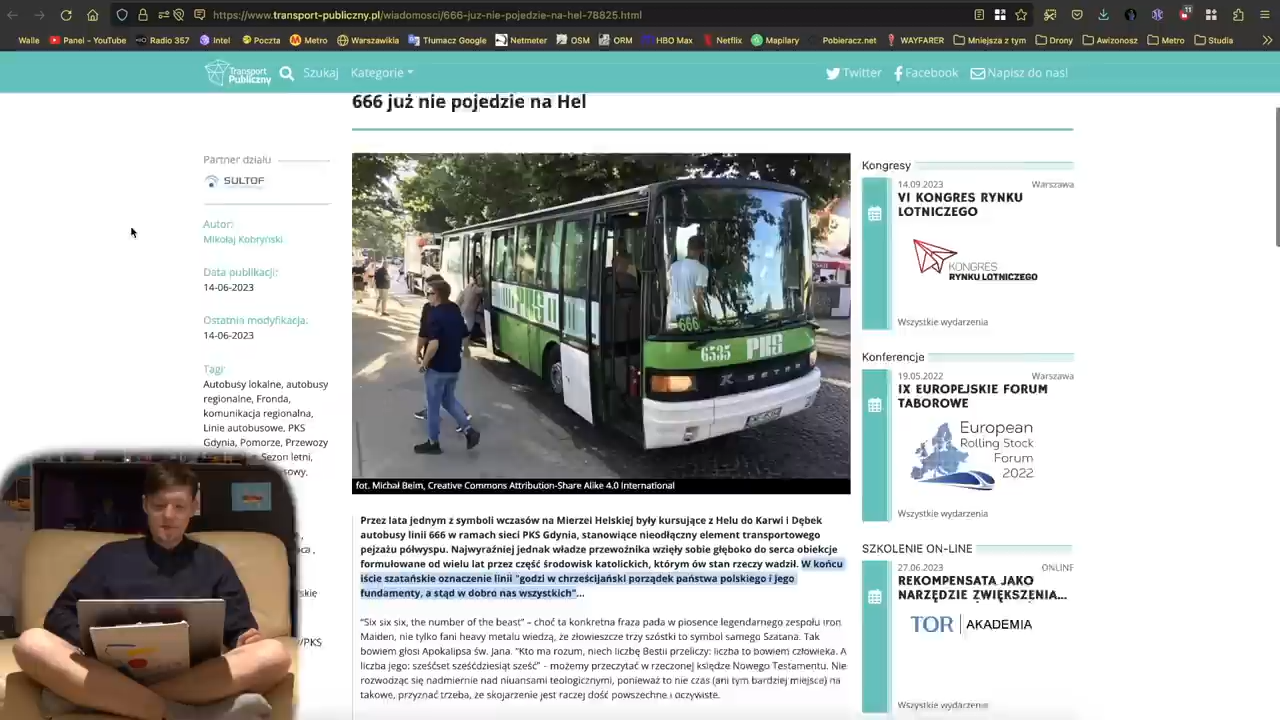 https://www.transport-publiczny.pl/wiadomosci/666-juz-nie-pojedzie-na-hel-78825.html
11
Walle Panel - YouTube Radio 357 Intel Poczta Metro Warszawikia Tłumacz Google Netmeter OSM ORM HBO Max Netflix Mapilary Pobieracz.net WAYFARER Mniejsza z tym Drony Awizonosz Metro Studia
Transport Publiczny Szukaj Kategorie Twitter Facebook Napisz do nas!
666 już nie pojedzie na Hel
Partner działu
SULTOF
Autor:
Mikołaj Kobryński
Data publikacji:
14-06-2023
Ostatnia modyfikacja:
14-06-2023
Tagi:
Autobusy lokalne, autobusy
regionalne, Fronda,
komunikacja regionalna,
Linie autobusowe, PKS
Gdynia, Pomorze, Przewozy
Sezon letni,
666
6535 PKS
SETRA
fot. Michał Beim, Creative Commons Attribution-Share Alike 4.0 International
Przez lata jednym z symboli wczasów na Mierzei Helskiej były kursujące z Helu do Karwi i Dębek
autobusy linii 666 w ramach sieci PKS Gdynia, stanowiące nieodłączny element transportowego
pejzażu półwyspu. Najwyraźniej jednak władze przewoźnika wzięły sobie głęboko do serca obiekcje
formułowane od wielu lat przez część środowisk katolickich, którym ów stan rzeczy wadził. W końcu
iście szatańskie oznaczenie linii "godzi w chrześcijański porządek państwa polskiego i jego
fundamenty, a stąd w dobro nas wszystkich"...
“Six six six, the number of the beast” – choć ta konkretna fraza pada w piosence legendarnego zespołu Iron
Maiden, nie tylko fani heavy metalu wiedzą, że złowieszcze trzy szóstki to symbol samego Szatana. Tak
bowiem głosi Apokalipsa św. Jana. "Kto ma rozum, niech liczbę Bestii przeliczy: liczba to bowiem człowieka. A
liczba jego: sześćset sześćdziesiąt sześć" – możemy przeczytać w rzeczonej księdze Nowego Testamentu. Nie
rozwodząc się nadmiernie nad niuansami teologicznymi, ponieważ to nie czas (ani tym bardziej miejsce) na
takowe, przyznać trzeba, że skojarzenie jest raczej dość powszechne i oczywiste.
Kongresy
14.09.2023 Warszawa
VI KONGRES RYNKU
LOTNICZEGO
KONGRES
RYNKU LOTNICZEGO
Wszystkie wydarzenia
Konferencje
19.05.2022 Warszawa
IX EUROPEJSKIE FORUM
TABOROWE
European
Rolling Stock
Forum
2022
Wszystkie wydarzenia
SZKOLENIE ON-LINE
27.06.2023 ONLINE
REKOMPENSATA JAKO
NARZĘDZIE ZWIĘKSZENIA...
TOR AKADEMIA
Wszystkie wydarzenia